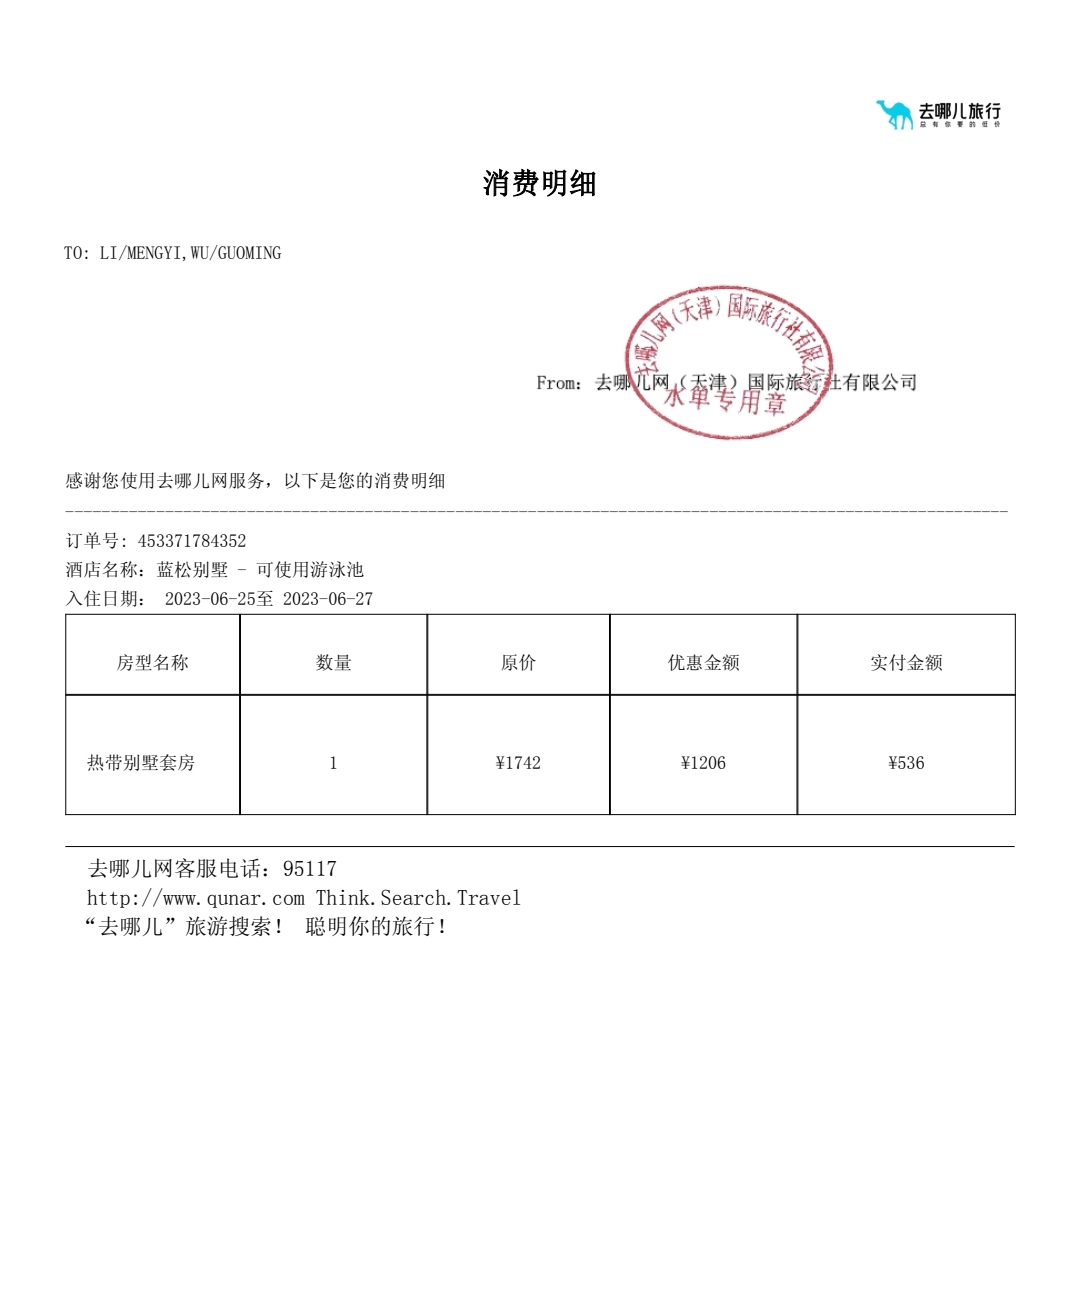 去哪儿旅行
总有你要的低价
消费明细
TO: LI/MENGYI,WU/GUOMING
去哪儿网（天津）国际旅行社有限公司
From: 去哪儿网（天津）国际旅行社有限公司
水单专用章
感谢您使用去哪儿网服务，以下是您的消费明细
订单号: 453371784352
酒店名称: 蓝松别墅 - 可使用游泳池
入住日期： 2023-06-25至 2023-06-27
房型名称 数量 原价 优惠金额 实付金额
热带别墅套房 1 ¥1742 ¥1206 ¥536
去哪儿网客服电话: 95117
http://www.qunar.com Think.Search.Travel
“去哪儿”旅游搜索！ 聪明你的旅行！